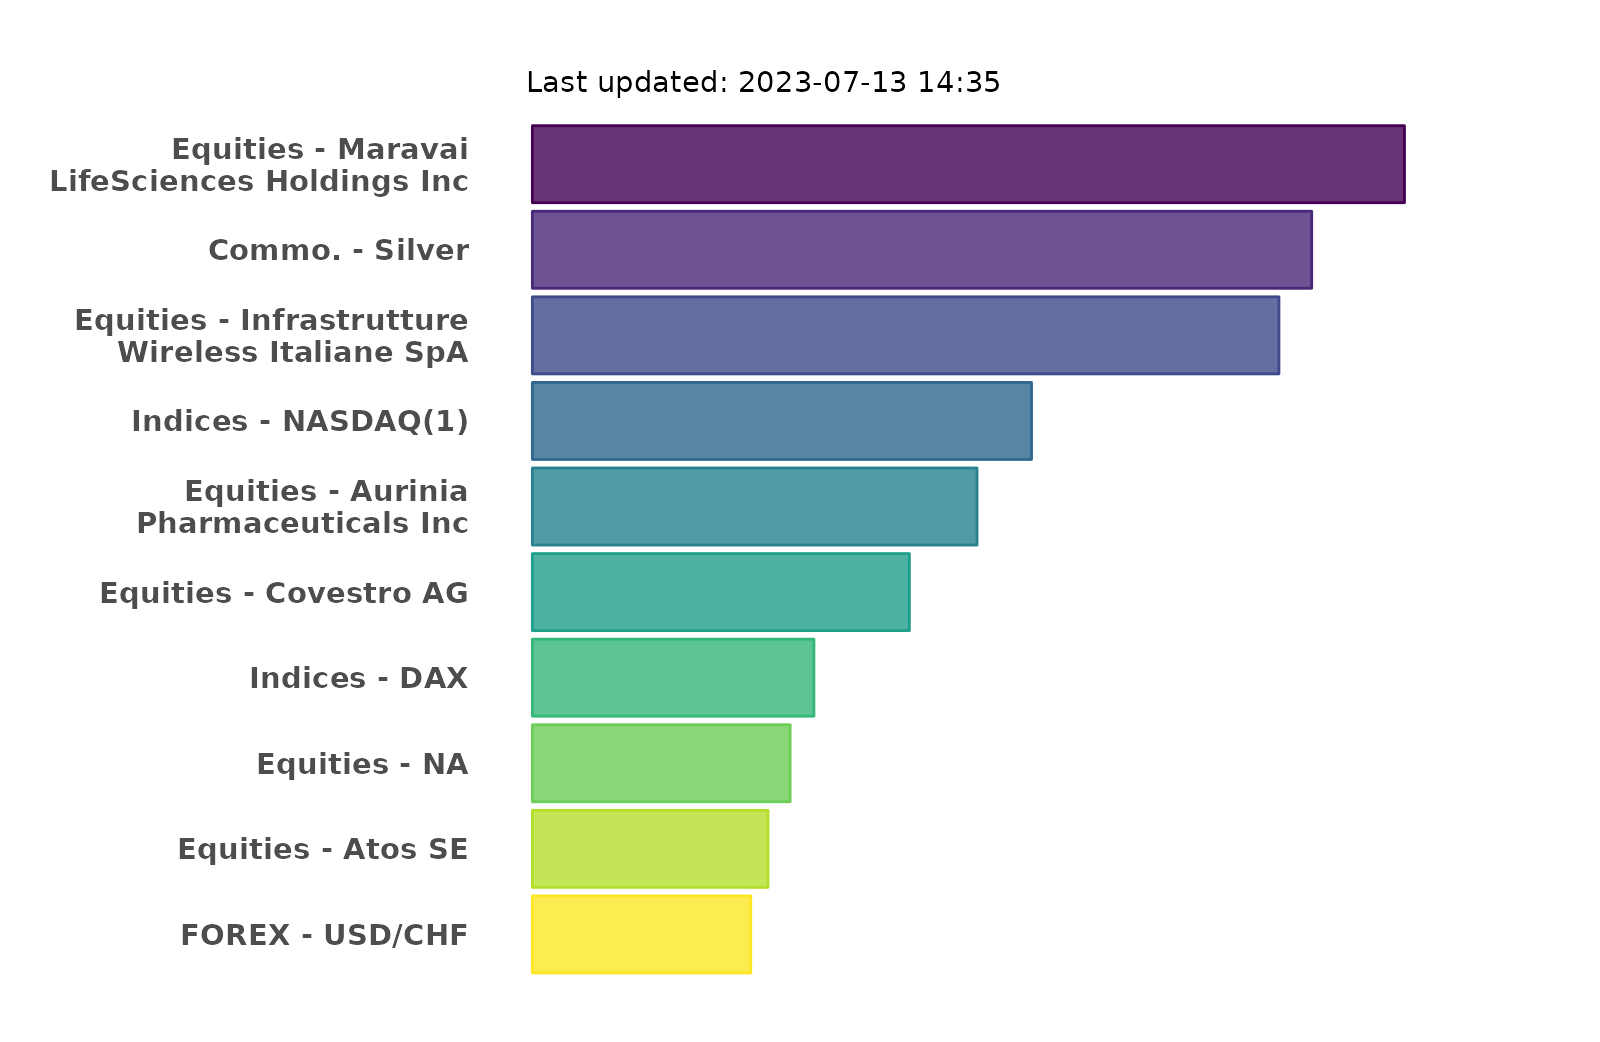 Last updated: 2023-07-13 14:35
Equities - Maravai
LifeSciences Holdings Inc
Commo. - Silver
Equities - Infrastrutture
Wireless Italiane SpA
Indices - NASDAQ(1)
Equities - Aurinia
Pharmaceuticals Inc
Equities - Covestro AG
Indices - DAX
Equities - NA
Equities - Atos SE
FOREX - USD/CHF